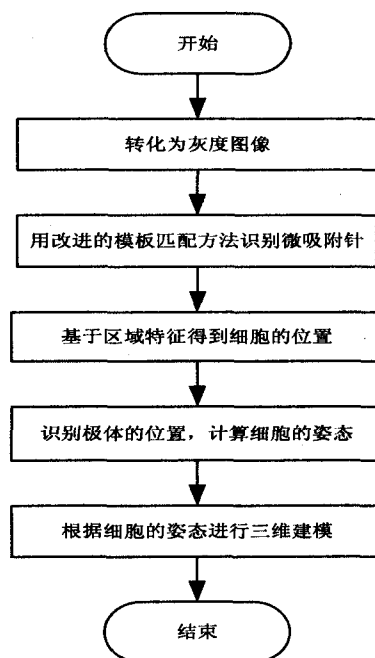 开始
转化为灰度图像
用改进的模板匹配方法识别微吸附针
基于区域特征得到细胞的位置
识别极体的位置，计算细胞的姿态
根据细胞的姿态进行三维建模
结束